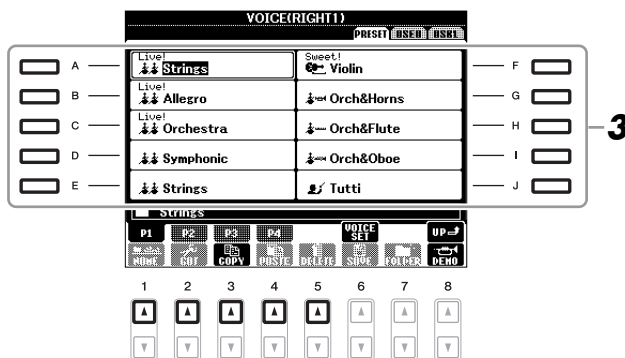 VOICE(RIGHT1)
PRESET USER USB1
A Live! Strings Sweet! Violin F
B Live! Allegro Orch&Horns G
C Live! Orchestra Orch&Flute H
D Symphonic Orch&Oboe I
E Strings Tutti J
3
Strings
P1 P2 P3 P4 VOICE SET UP
NAME CUT COPY PASTE DELETE SAVE FOLDER DEMO
1 2 3 4 5 6 7 8